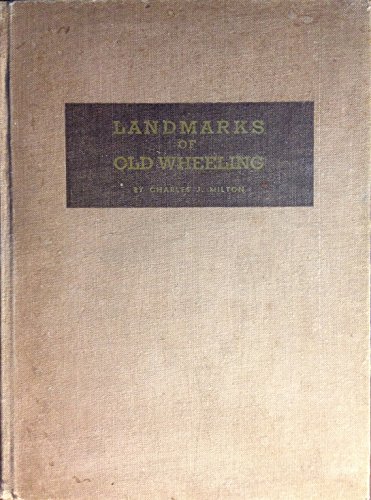 LANDMARKS
OF
OLD WHEELING
BY CHARLES J. MILTON